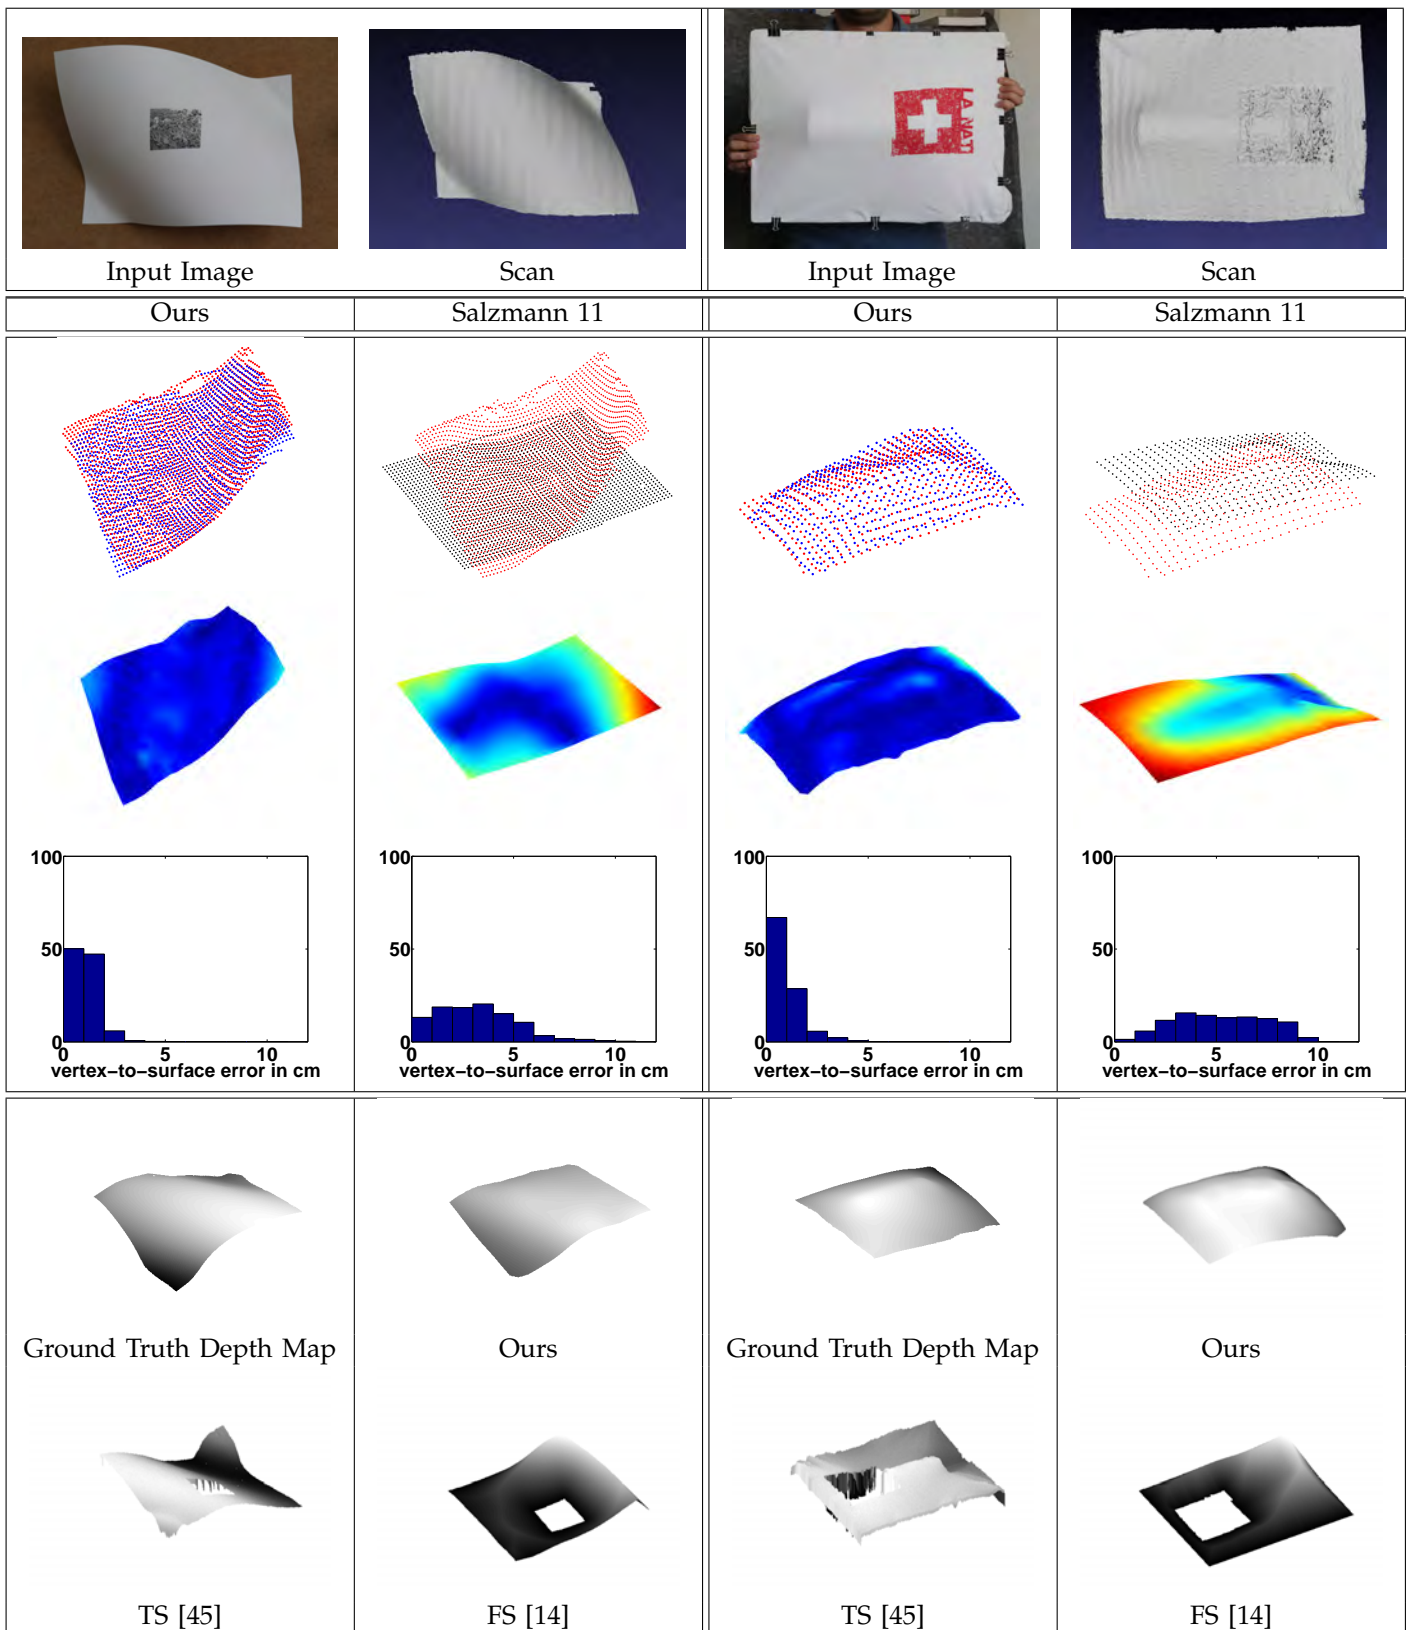 LA NATI
Input Image
Scan
Input Image
Scan
Ours
Salzmann 11
Ours
Salzmann 11
100
50
0
0
5
10
vertex-to-surface error in cm
100
50
0
0
5
10
vertex-to-surface error in cm
100
50
0
0
5
10
vertex-to-surface error in cm
100
50
0
0
5
10
vertex-to-surface error in cm
Ground Truth Depth Map
Ours
Ground Truth Depth Map
Ours
TS [45]
FS [14]
TS [45]
FS [14]